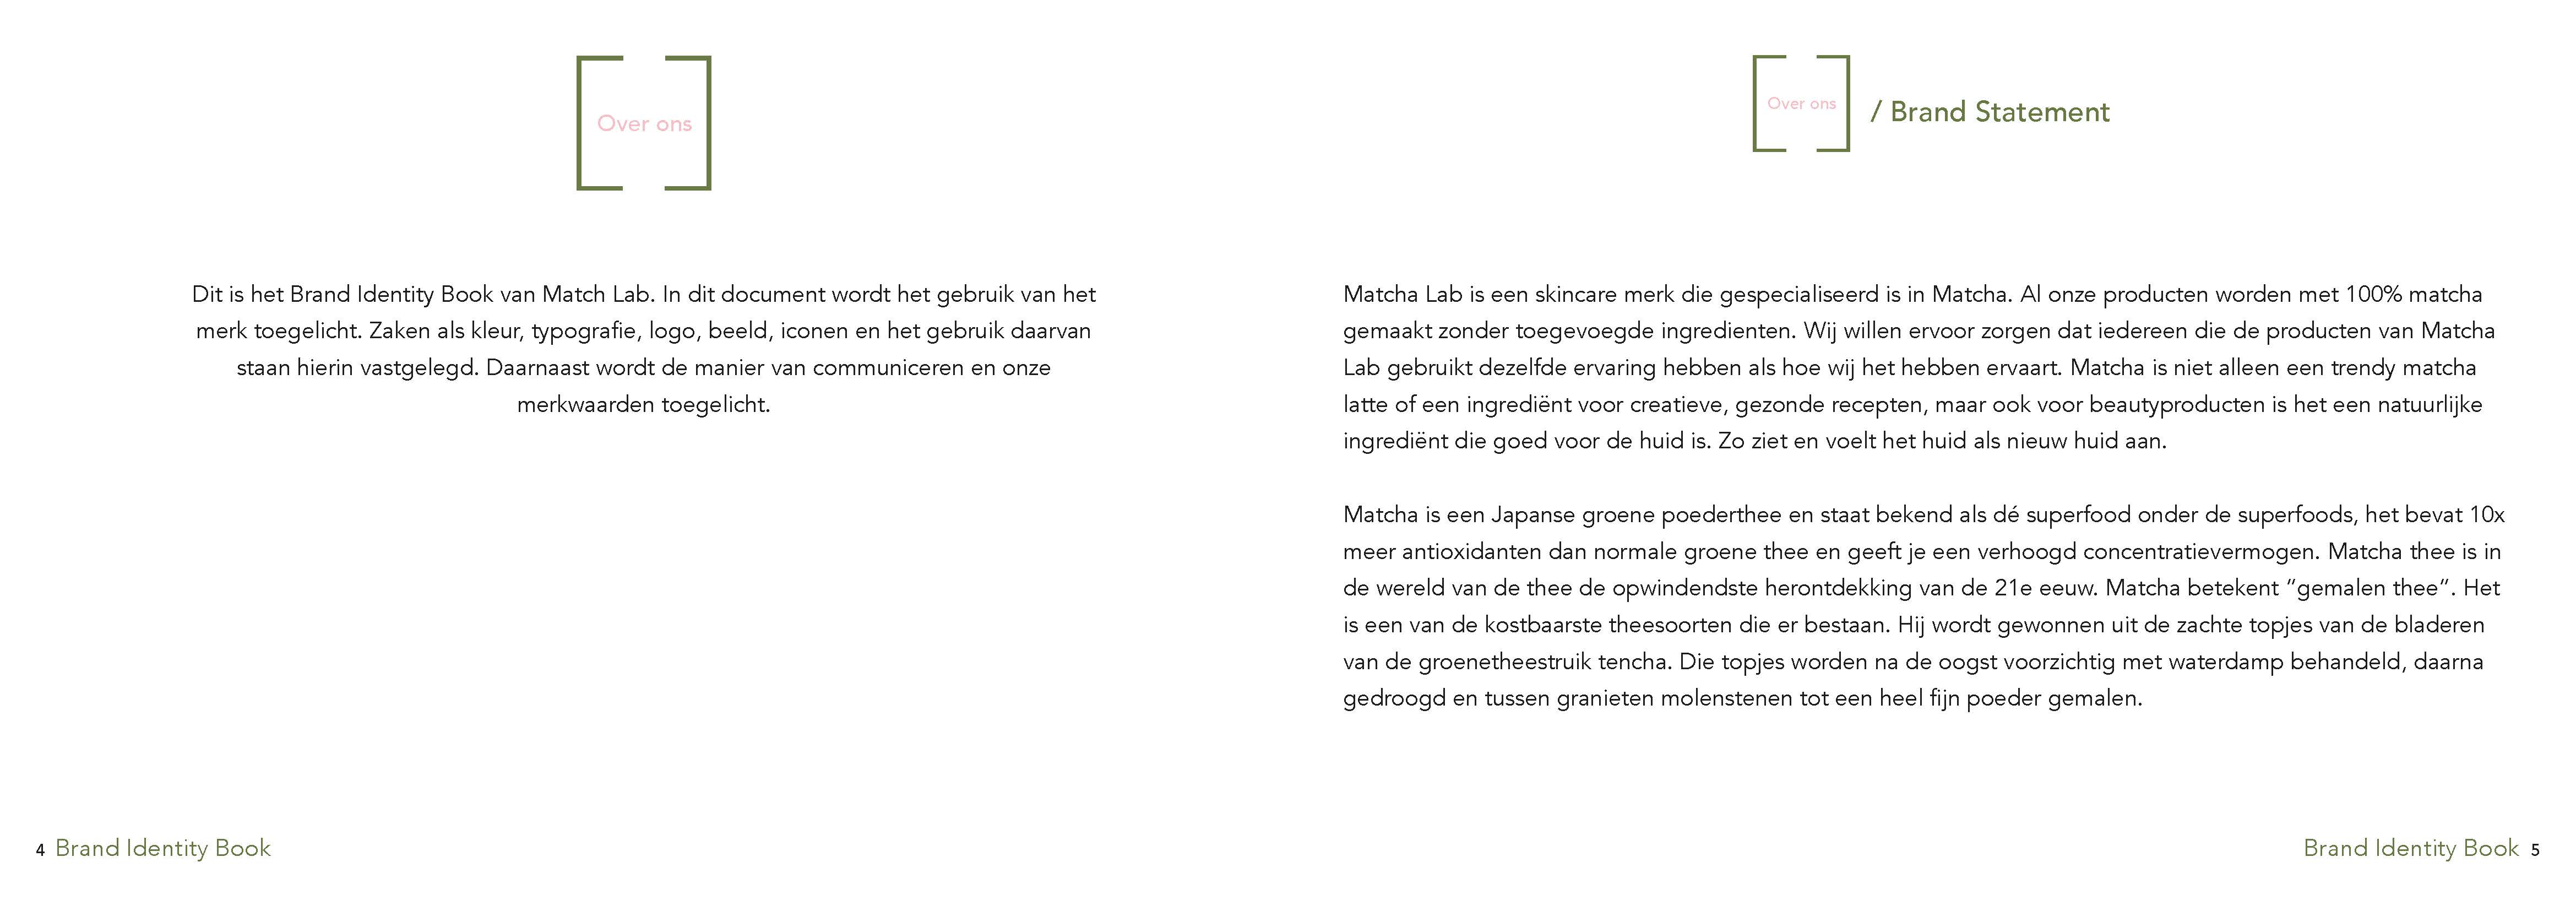 Over ons
Dit is het Brand Identity Book van Match Lab. In dit document wordt het gebruik van het
merk toegelicht. Zaken als kleur, typografie, logo, beeld, iconen en het gebruik daarvan
staan hierin vastgelegd. Daarnaast wordt de manier van communiceren en onze
merkwaarden toegelicht.
4 Brand Identity Book
Over ons / Brand Statement
Matcha Lab is een skincare merk die gespecialiseerd is in Matcha. Al onze producten worden met 100% matcha
gemaakt zonder toegevoegde ingredienten. Wij willen ervoor zorgen dat iedereen die de producten van Matcha
Lab gebruikt dezelfde ervaring hebben als hoe wij het hebben ervaart. Matcha is niet alleen een trendy matcha
latte of een ingrediënt voor creatieve, gezonde recepten, maar ook voor beautyproducten is het een natuurlijke
ingrediënt die goed voor de huid is. Zo ziet en voelt het huid als nieuw huid aan.
Matcha is een Japanse groene poederthee en staat bekend als dé superfood onder de superfoods, het bevat 10x
meer antioxidanten dan normale groene thee en geeft je een verhoogd concentratievermogen. Matcha thee is in
de wereld van de thee de opwindendste herontdekking van de 21e eeuw. Matcha betekent “gemalen thee”. Het
is een van de kostbaarste theesoorten die er bestaan. Hij wordt gewonnen uit de zachte topjes van de bladeren
van de groenetheestruik tencha. Die topjes worden na de oogst voorzichtig met waterdamp behandeld, daarna
gedroogd en tussen granieten molenstenen tot een heel fijn poeder gemalen.
Brand Identity Book 5